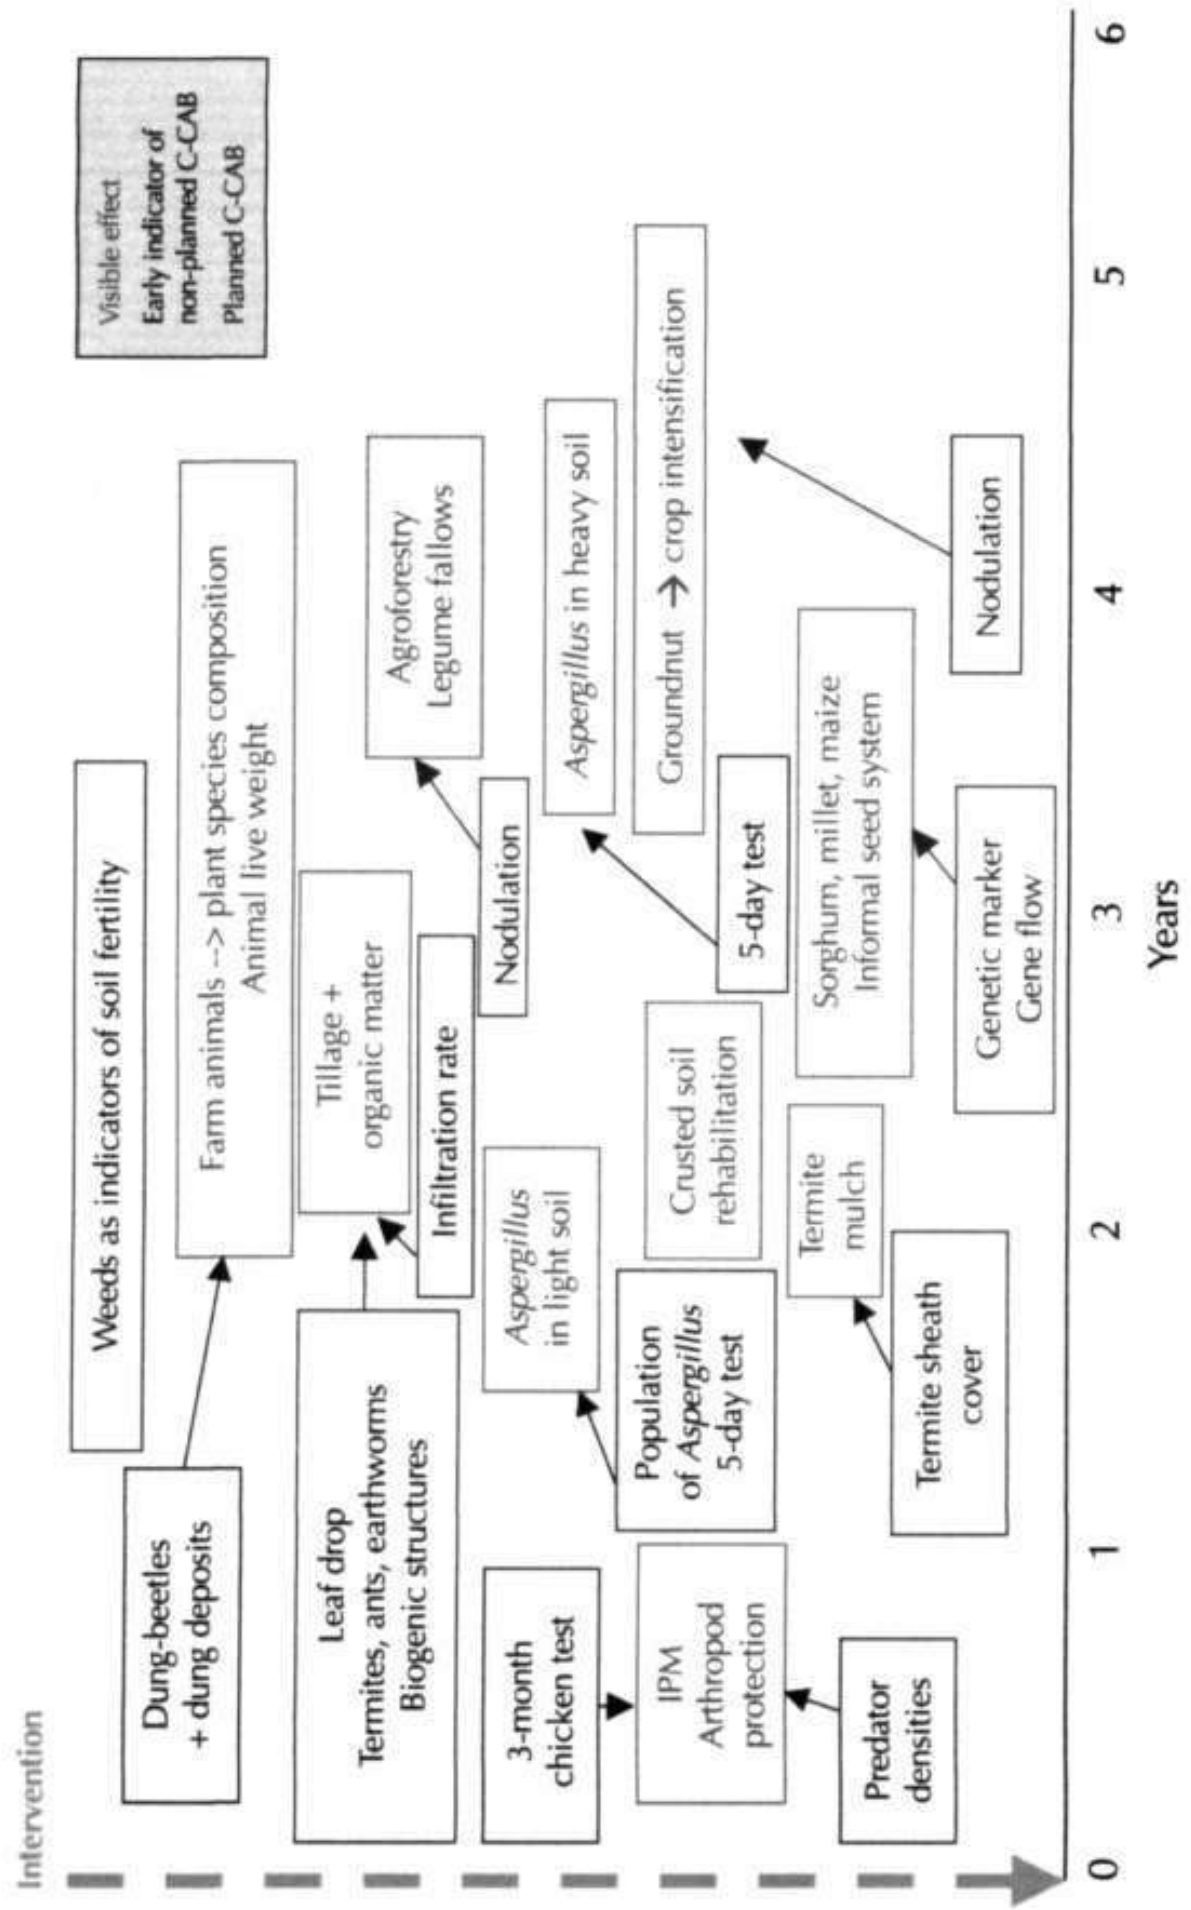 Intervention
Weeds as indicators of soil fertility
Visible effect
Early indicator of
non-planned C-CAB
Planned C-CAB
Dung-beetles
+ dung deposits
Farm animals --> plant species composition
Animal live weight
Leaf drop
Termites, ants, earthworms
Biogenic structures
Tillage +
organic matter
Infiltration rate
Agroforestry
Legume fallows
Nodulation
3-month
chicken test
Aspergillus
in light soil
Aspergillus in heavy soil
IPM
Arthropod
protection
Population
of Aspergillus
5-day test
Crusted soil
rehabilitation
Groundnut → crop intensification
5-day test
Predator
densities
Termite
mulch
Termite sheath
cover
Sorghum, millet, maize
Informal seed system
Genetic marker
Gene flow
Nodulation
0 1 2 3 4 5 6
Years